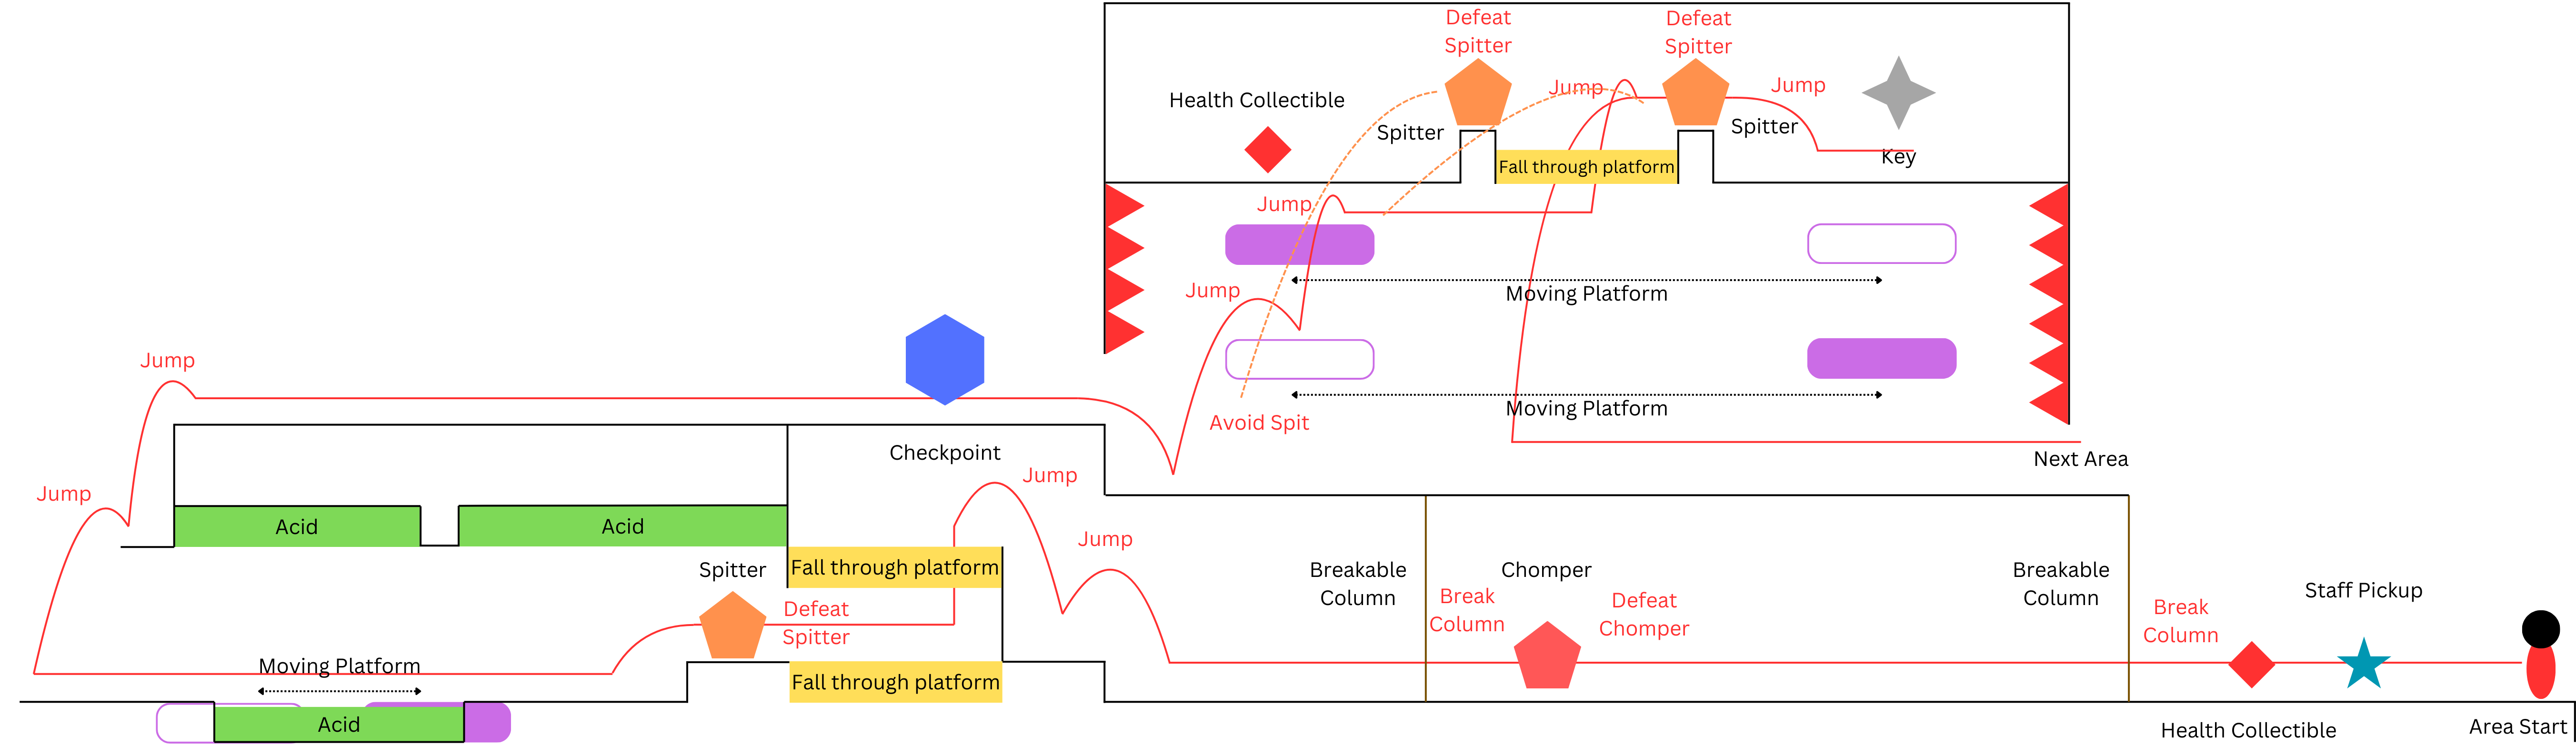 Defeat
Spitter
Defeat
Spitter
Jump
Jump
Health Collectible
Spitter
Spitter
Key
Fall through platform
Jump
Jump
Moving Platform
Moving Platform
Avoid Spit
Next Area
Jump
Checkpoint
Jump
Jump
Acid
Acid
Jump
Spitter
Fall through platform
Defeat
Spitter
Moving Platform
Fall through platform
Acid
Breakable
Column
Break
Column
Chomper
Defeat
Chomper
Breakable
Column
Break
Column
Staff Pickup
Health Collectible
Area Start